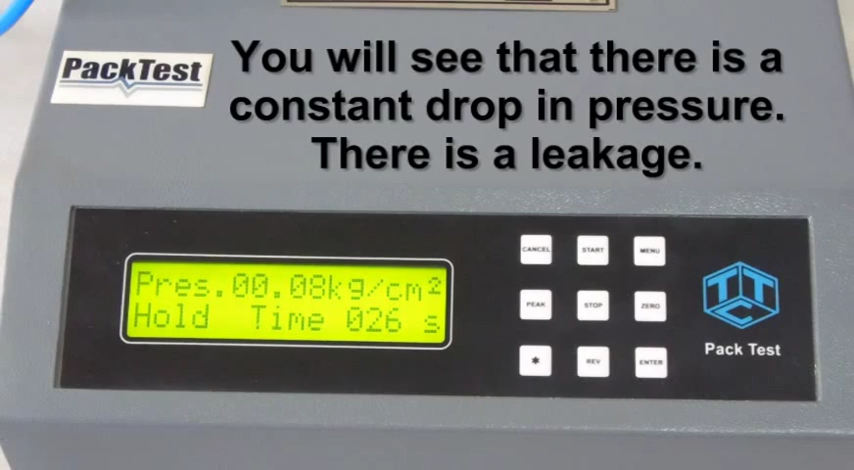 PackTest
You will see that there is a
constant drop in pressure.
There is a leakage.
Pres.00.08kg/cm²
Hold Time 026 s
CANCEL START MENU
PEAK STOP ZERO
* REV ENTER
TTC
Pack Test